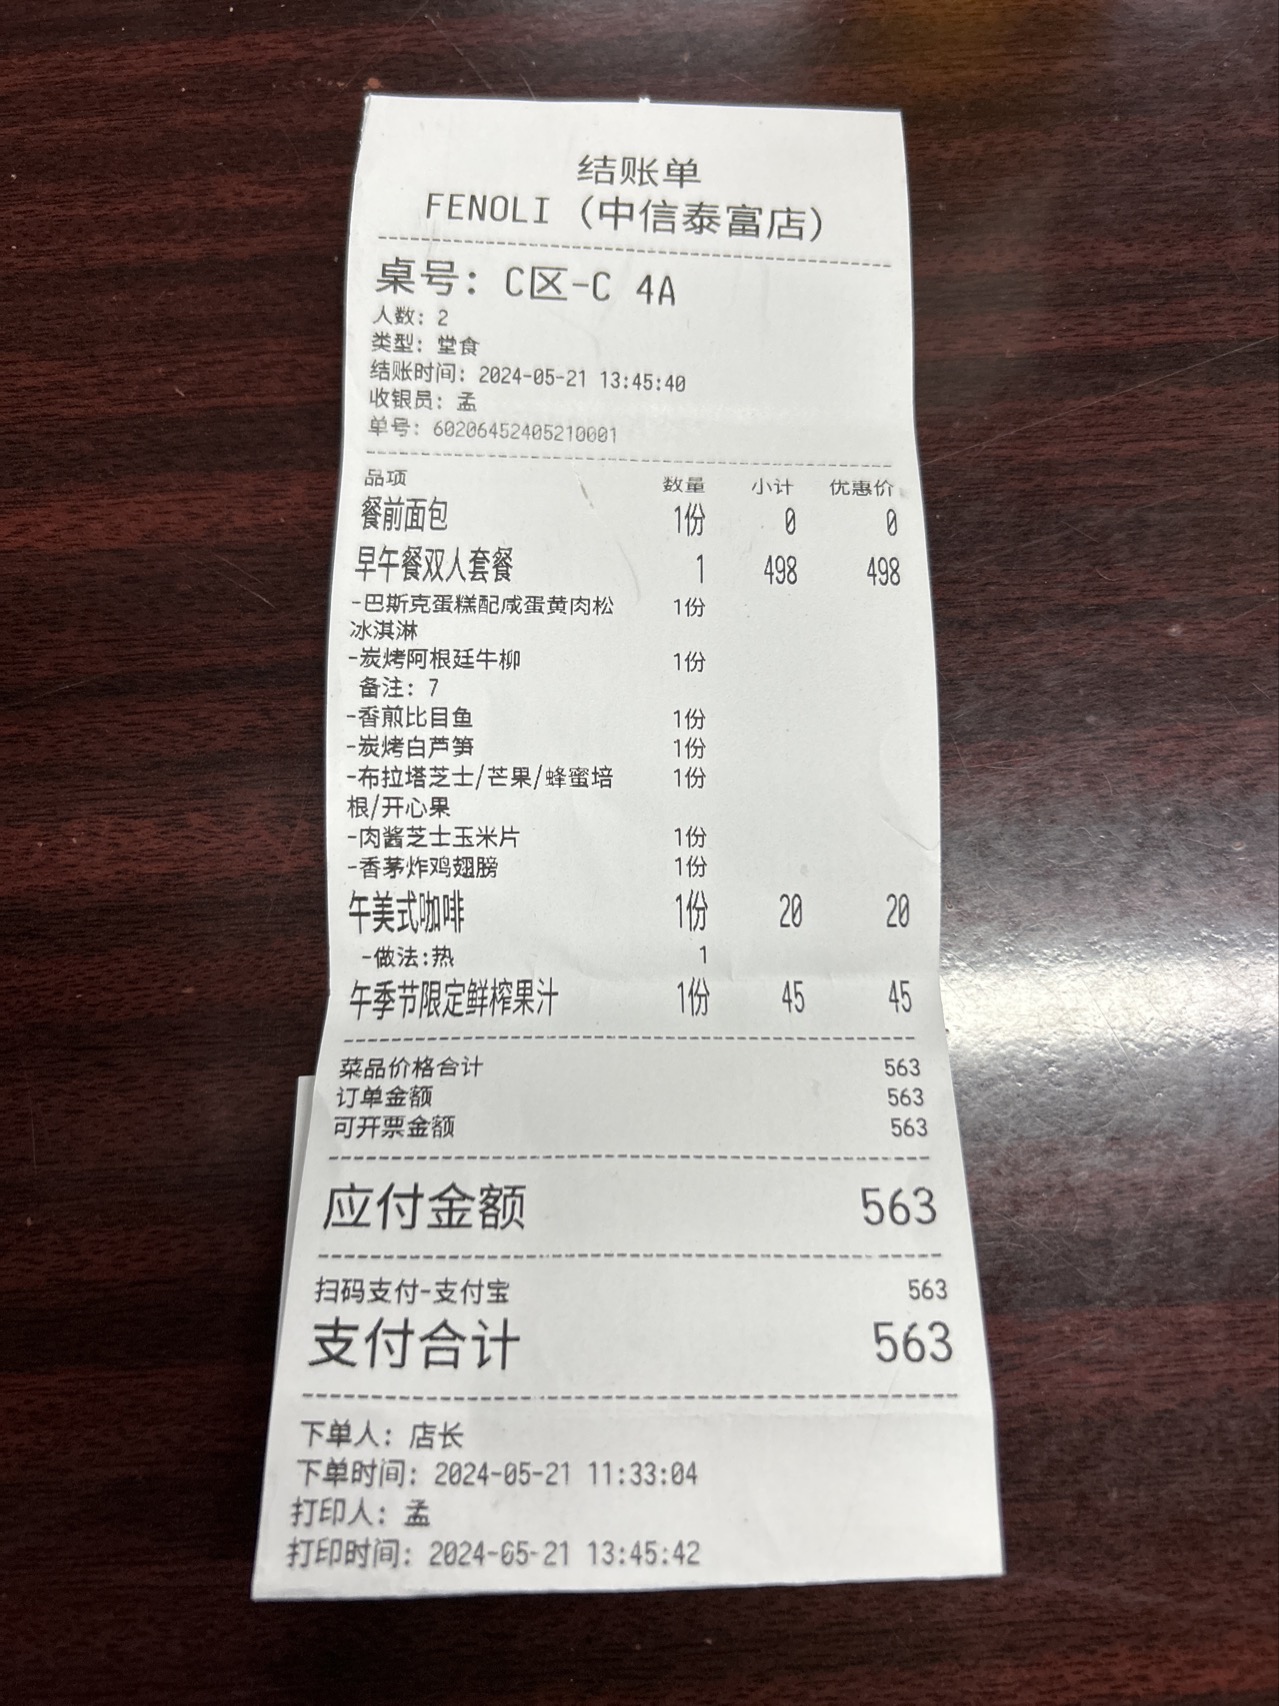 结账单
FENOLI (中信泰富店)
桌号: C区-C 4A
人数: 2
类型: 堂食
结账时间: 2024-05-21 13:45:40
收银员: 孟
单号: 602064524052​10001
品项 数量 小计 优惠价
餐前面包 1份 0 0
早午餐双人套餐 1 498 498
-巴斯克蛋糕配咸蛋黄肉松 1份
冰淇淋
-炭烤阿根廷牛柳 1份
备注: 7
-香煎比目鱼 1份
-炭烤白芦笋 1份
-布拉塔芝士/芒果/蜂蜜培 1份
根/开心果
-肉酱芝士玉米片 1份
-香茅炸鸡翅膀 1份
午美式咖啡 1份 20 20
-做法:热 1
午季节限定鲜榨果汁 1份 45 45
菜品价格合计 563
订单金额 563
可开票金额 563
应付金额 563
扫码支付-支付宝 563
支付合计 563
下单人: 店长
下单时间: 2024-05-21 11:33:04
打印人: 孟
打印时间: 2024-05-21 13:45:42